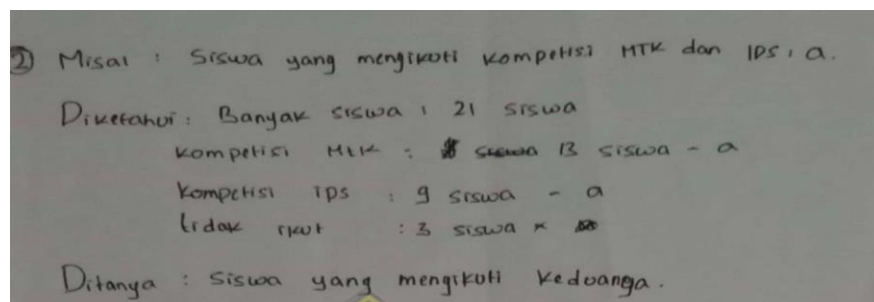 ② Misal : Siswa yang mengikuti kompetisi MTK dan IPS : a.
Diketahui : Banyak siswa : 21 siswa
kompetisi Mtk : 13 siswa - a
kompetisi ips : 9 siswa - a
tidak ikut : 3 siswa
Ditanya : Siswa yang mengikuti keduanga.